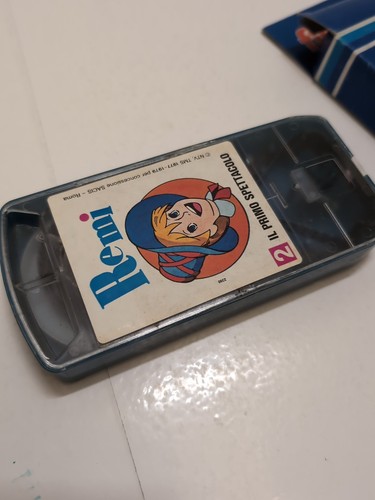 Remi
2 IL PRIMO SPETTACOLO
© NTV, TMS 1977-1979 per concessione SACIS - Roma